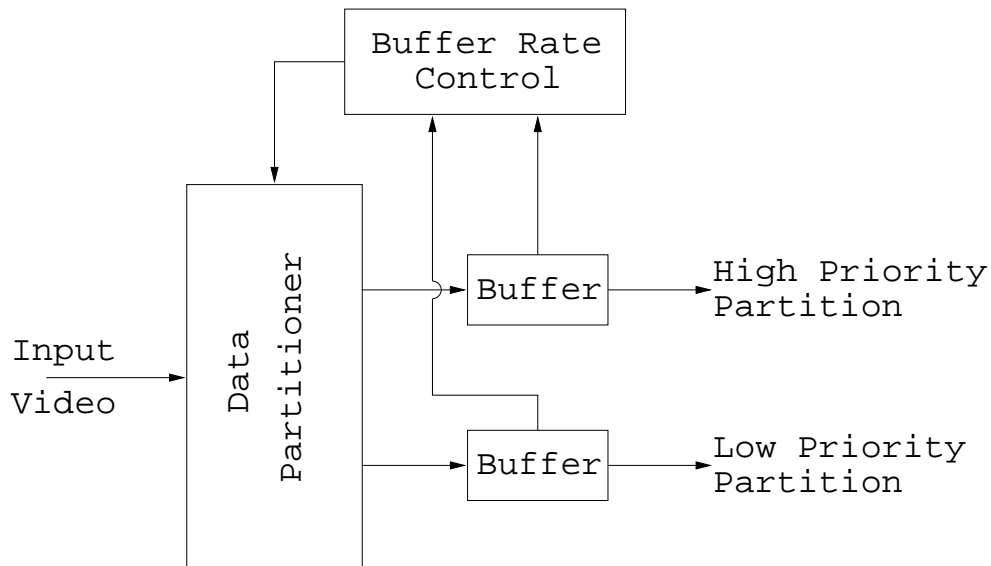 Buffer Rate
Control
Data
Partitioner
Buffer
High Priority
Partition
Input
Video
Buffer
Low Priority
Partition